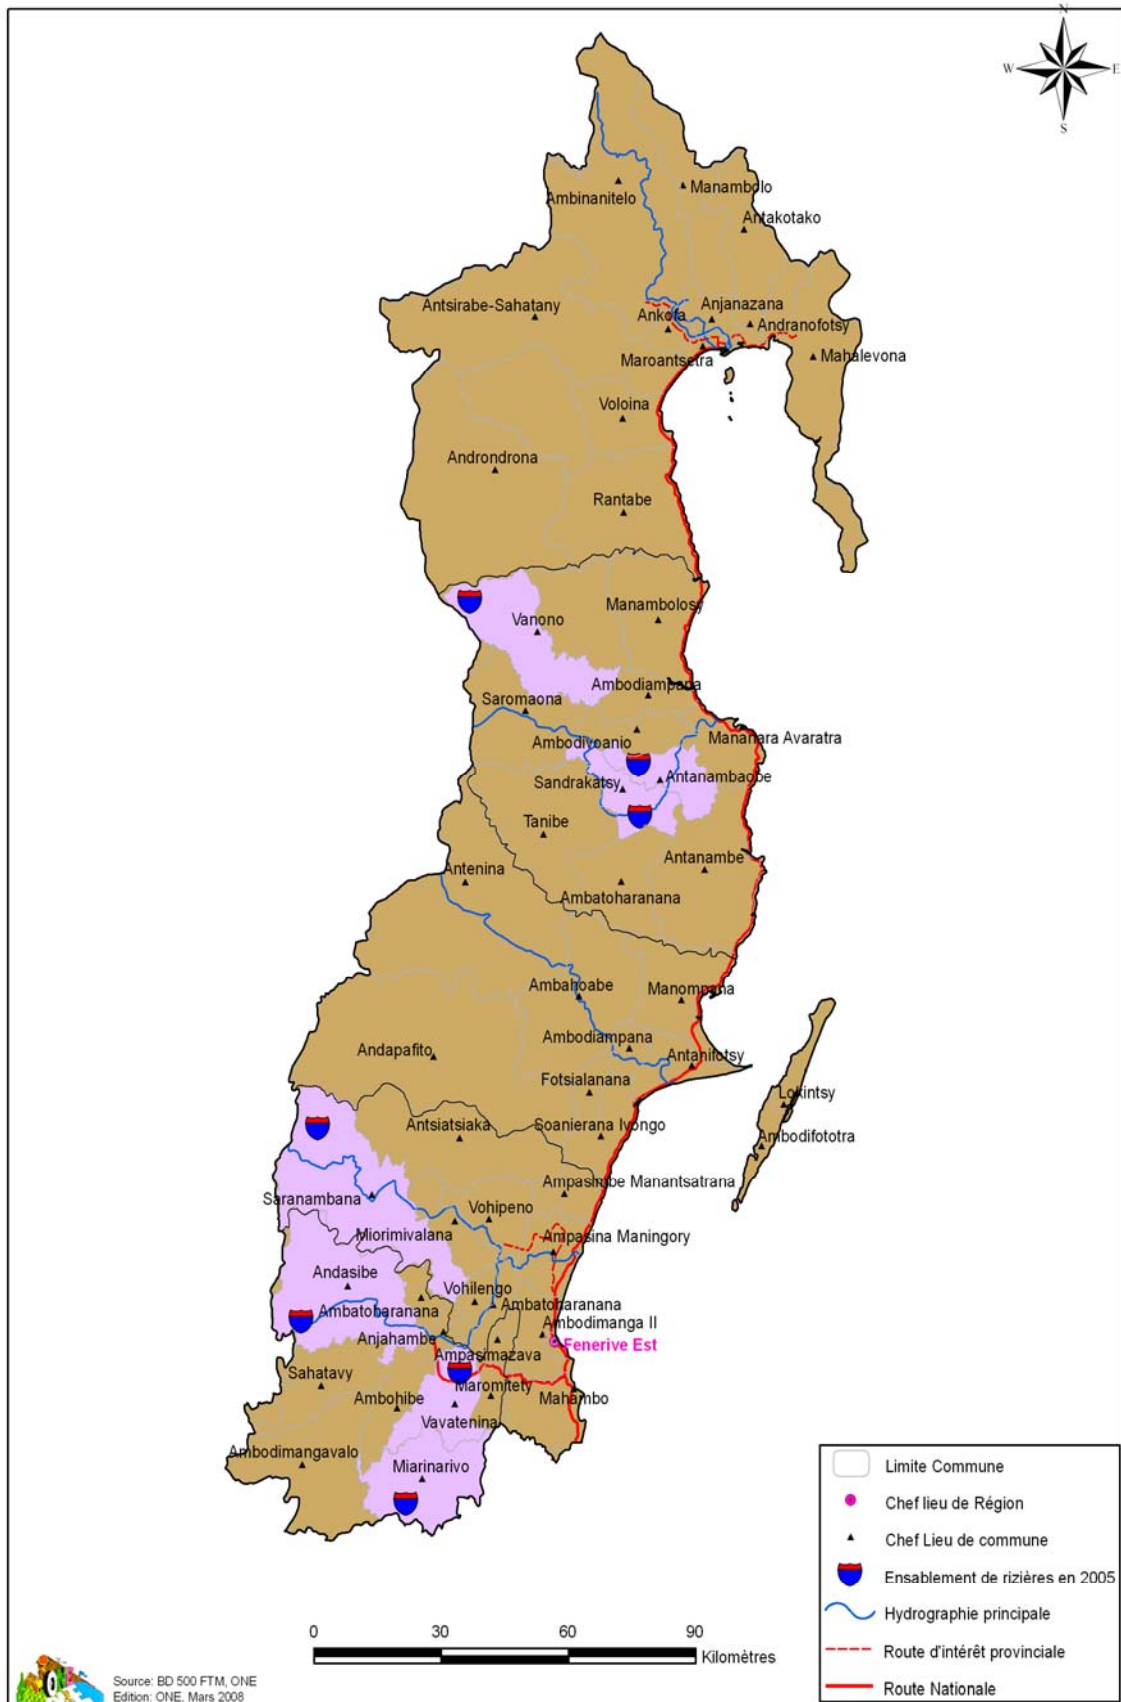 N
W
E
S
Ambinanitelo
Manambolo
Antakotako
Antsirabe-Sahatany
Ankofa
Anjanazana
Andranofotsy
Maroantsetra
Mahalevona
Voloina
Androndrona
Rantabe
Vanono
Manambolosy
Ambodiampana
Saromaona
Ambodivoanio
Mananara Avaratra
Sandrakatsy
Antanambaobe
Tanibe
Antenina
Antanambe
Ambatoharanana
Ambahoabe
Manompana
Ambodiampana
Andapafito
Antanifotsy
Fotsialanana
Lokintsy
Antsiatsiaka
Soanierana Ivongo
Ambodifototra
Ampasimbe Manantsatrana
Saranambana
Vohipeno
Miorimivalana
Ampasina Maningory
Andasibe
Vohilengo
Ambatoharanana
Ambatoharanana
Ambodimanga II
Anjahambe
Fenerive Est
Ampasimazava
Sahatavy
Maromitety
Ambohibe
Mahambo
Vavatenina
Ambodimangavalo
Miarinarivo
Limite Commune
Chef lieu de Région
Chef Lieu de commune
Ensablement de rizières en 2005
Hydrographie principale
Route d'intérêt provinciale
Route Nationale
0 30 60 90
Kilomètres
Source: BD 500 FTM, ONE
Edition: ONE, Mars 2008